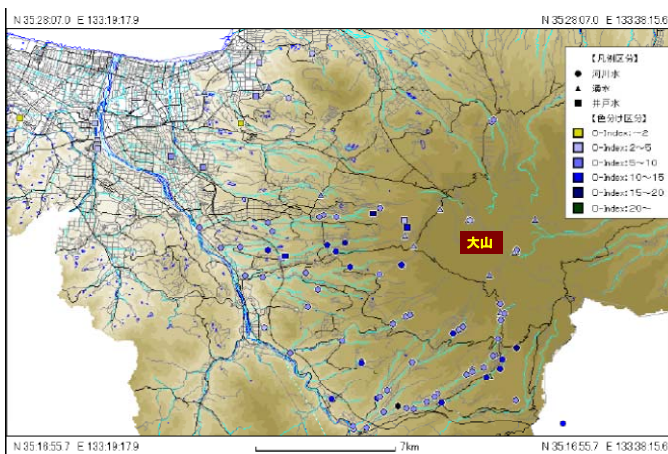 N 35:28:07.0 E 133:19:17.9
N 35:28:07.0 E 133:38:15.6
【凡例区分】
● 河川水
▲ 湧水
■ 井戸水
【色分け区分】
O-Index:~2
O-Index:2~5
O-Index:5~10
O-Index:10~15
O-Index:15~20
O-Index:20~
大山
N 35:16:55.7 E 133:19:17.9
7km
N 35:16:55.7 E 133:38:15.6